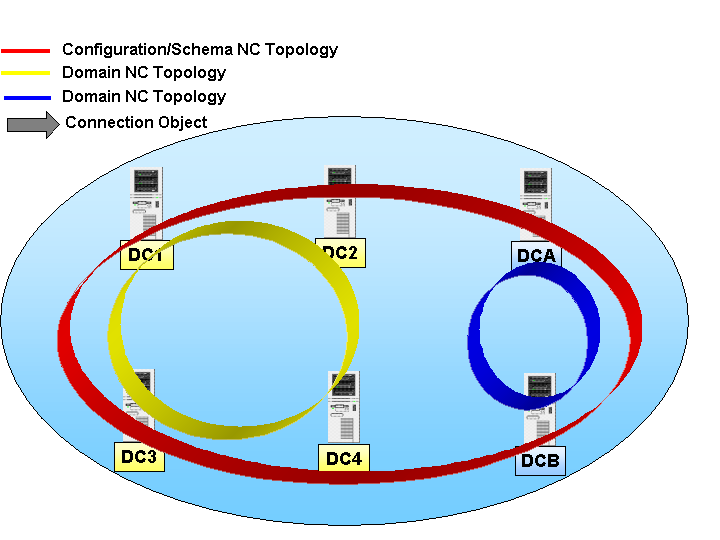 Configuration/Schema NC Topology
Domain NC Topology
Domain NC Topology
Connection Object
DC1
DC2
DCA
DC3
DC4
DCB